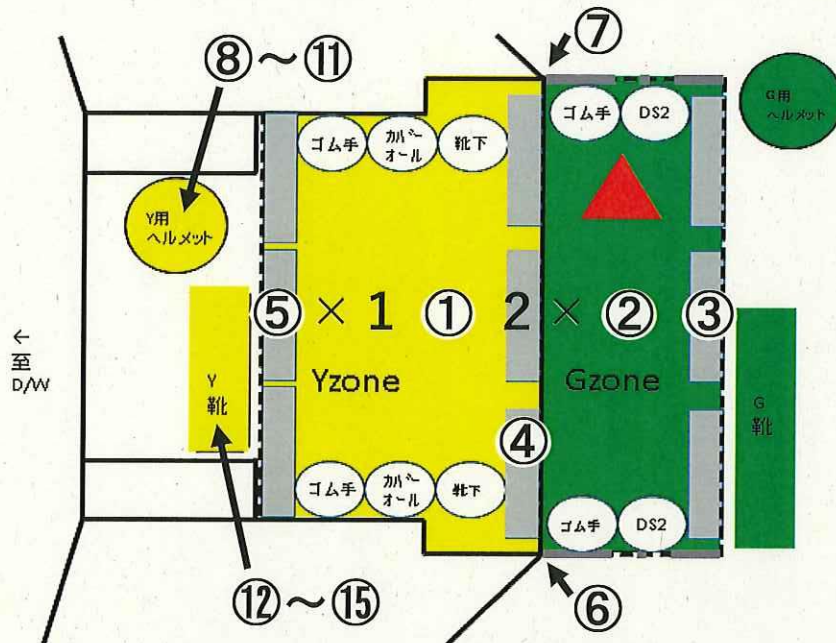 ⑦
⑧～⑪
G用
ヘルメット
ゴム手
カバー
オール
靴下
ゴム手
DS2
Y用
ヘルメット
⑤ × 1 ① 2 × ② ③
←
至
D/W
Y
靴
Yzone
Gzone
G
靴
④
ゴム手
カバー
オール
靴下
ゴム手
DS2
⑫～⑮
⑥